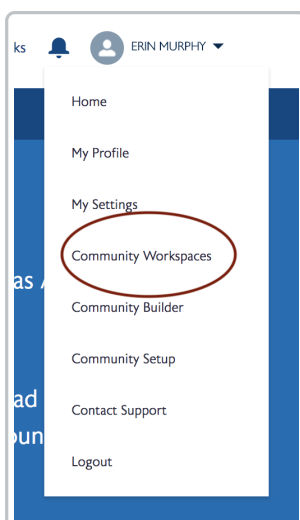 ks
ERIN MURPHY
Home
My Profile
My Settings
Community Workspaces
as
Community Builder
Community Setup
ad
Contact Support
oun
Logout